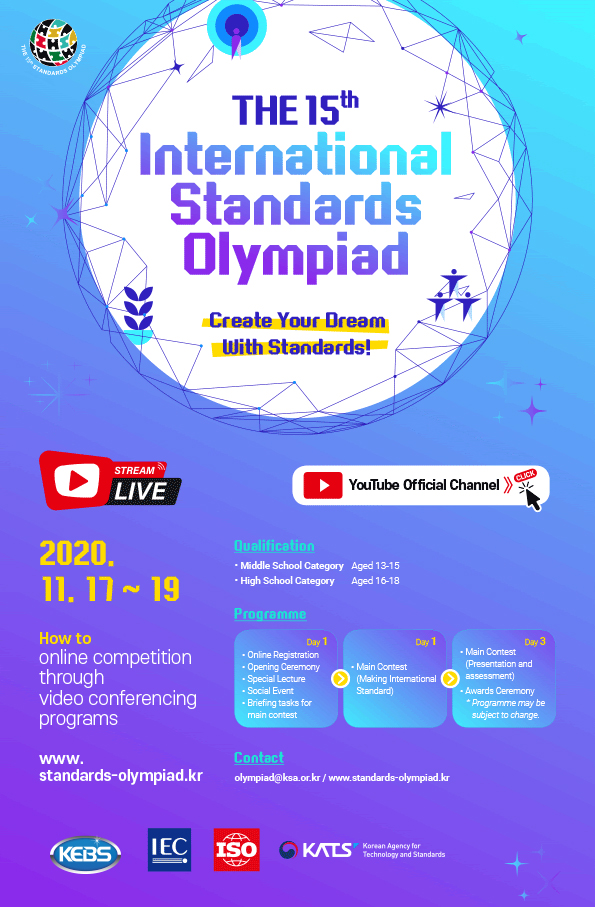 THE 15th STANDARDS OLYMPIAD
THE 15th
International
Standards
Olympiad
Create Your Dream
With Standards!
STREAM
LIVE
YouTube Official Channel
CLICK
2020.
11. 17 ~ 19
How to
online competition
through
video conferencing
programs
www.
standards-olympiad.kr
Qualification
• Middle School Category Aged 13-15
• High School Category Aged 16-18
Programme
Day 1
• Online Registration
• Opening Ceremony
• Special Lecture
• Social Event
• Briefing tasks for
main contest
Day 1
• Main Contest
(Making International
Standard)
Day 3
• Main Contest
(Presentation and
assessment)
• Awards Ceremony
* Programme may be
subject to change.
Contact
olympiad@ksa.or.kr / www.standards-olympiad.kr
KEBS
IEC
ISO
KATS
Korean Agency for
Technology and Standards